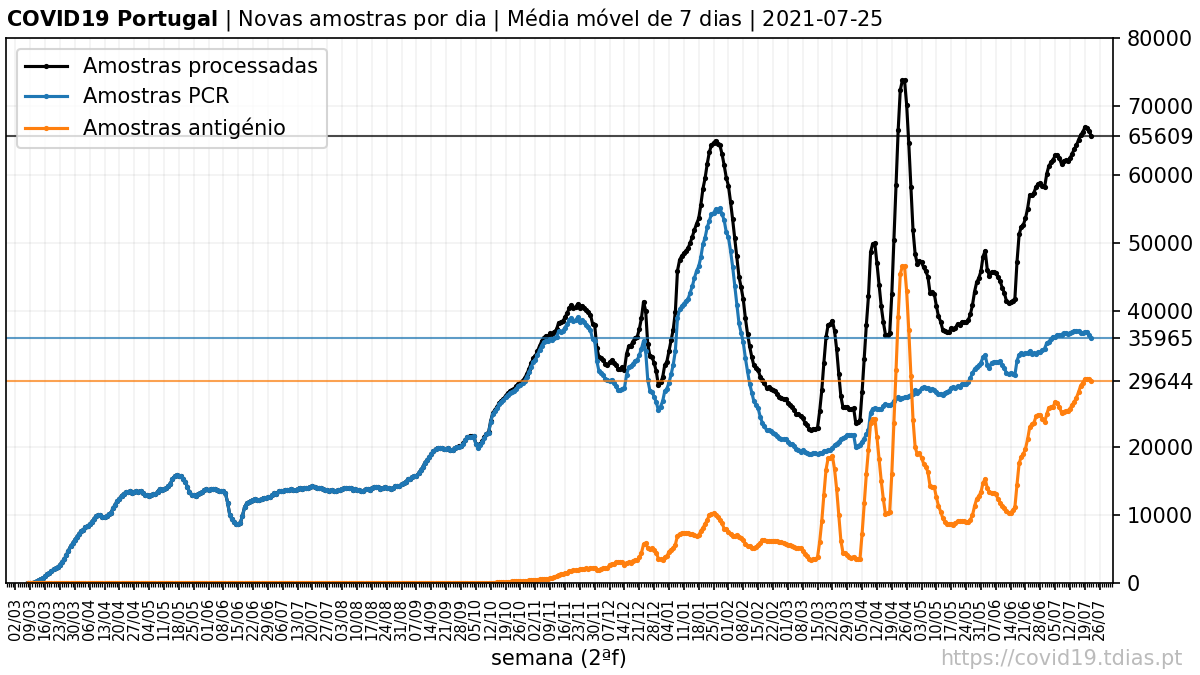 COVID19 Portugal | Novas amostras por dia | Média móvel de 7 dias | 2021-07-25
Amostras processadas
Amostras PCR
Amostras antigénio
80000
70000
65609
60000
50000
40000
35965
29644
20000
10000
0
02/03 09/03 16/03 23/03 30/03 06/04 13/04 20/04 27/04 04/05 11/05 18/05 25/05 01/06 08/06 15/06 22/06 29/06 06/07 13/07 20/07 27/07 03/08 10/08 17/08 24/08 31/08 07/09 14/09 21/09 28/09 05/10 12/10 19/10 26/10 02/11 09/11 16/11 23/11 30/11 07/12 14/12 21/12 28/12 04/01 11/01 18/01 25/01 01/02 08/02 15/02 22/02 01/03 08/03 15/03 22/03 29/03 05/04 12/04 19/04 26/04 03/05 10/05 17/05 24/05 31/05 07/06 14/06 21/06 28/06 05/07 12/07 19/07 26/07
semana (2ªf)
https://covid19.tdias.pt